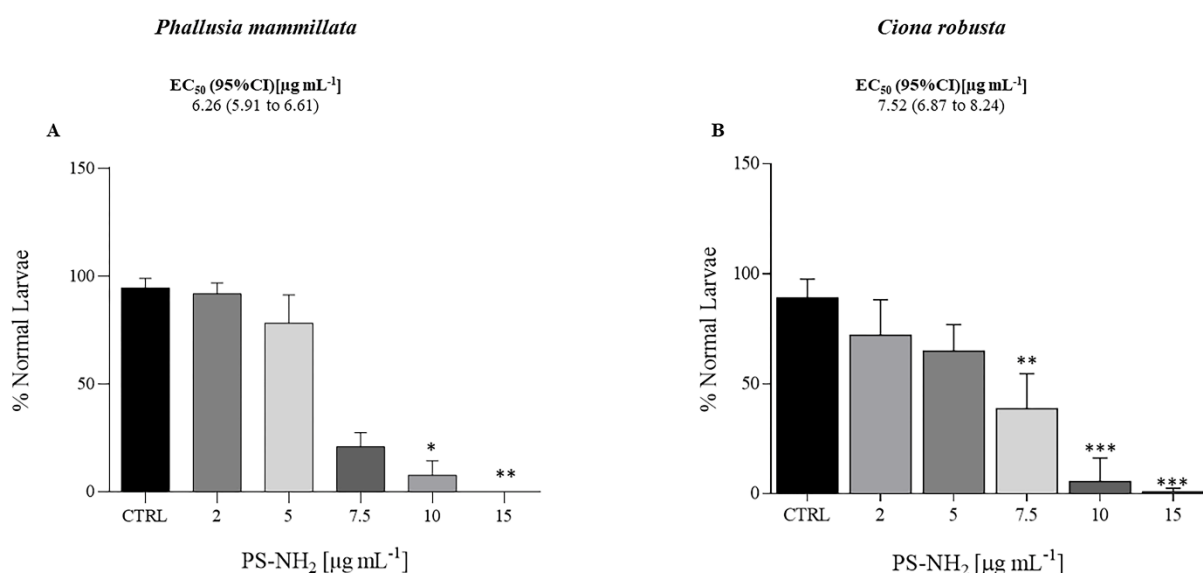 Phallusia mammillata
EC₅₀ (95%CI)[µg mL⁻¹]
6.26 (5.91 to 6.61)
A
150
100
50
0
% Normal Larvae
*
**
CTRL 2 5 7.5 10 15
PS-NH₂ [µg mL⁻¹]
Ciona robusta
EC₅₀ (95%CI)[µg mL⁻¹]
7.52 (6.87 to 8.24)
B
150
100
50
0
% Normal Larvae
**
***
***
CTRL 2 5 7.5 10 15
PS-NH₂ [µg mL⁻¹]